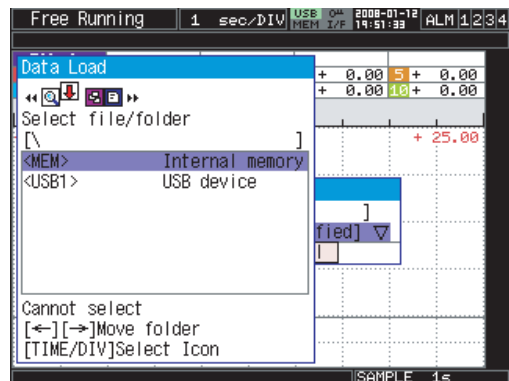 Free Running
1 sec/DIV
USB
MEM I/F
2008-01-12
19:51:33
ALM 1 2 3 4
Data Load
+ 0.00 5 + 0.00
+ 0.00 10 + 0.00
Select file/folder
[\ ]
+ 25.00
<MEM> Internal memory
<USB1> USB device
]
fied] ▽
Cannot select
[←][→]Move folder
[TIME/DIV]Select Icon
SAMPLE 1s